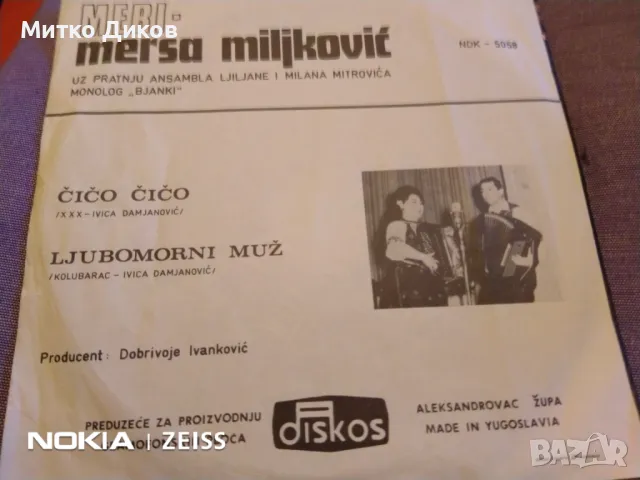 Митко Диков
MERI-
mersa miljković
NDK - 5058
UZ PRATNJU ANSAMBLA LJILJANE I MILANA MITROVIĆA
MONOLOG „BJANKI"
ČIČO ČIČO
/XXX-IVICA DAMJANOVIĆ/
LJUBOMORNI MUŽ
/KOLUBARAC - IVICA DAMJANOVIĆ/
Producent: Dobrivoje Ivanković
PREDUZEĆE ZA PROIZVODNJU
diskos
ALEKSANDROVAC ŽUPA
MADE IN YUGOSLAVIA
NOKIA | ZEISS
BAZAR
bg